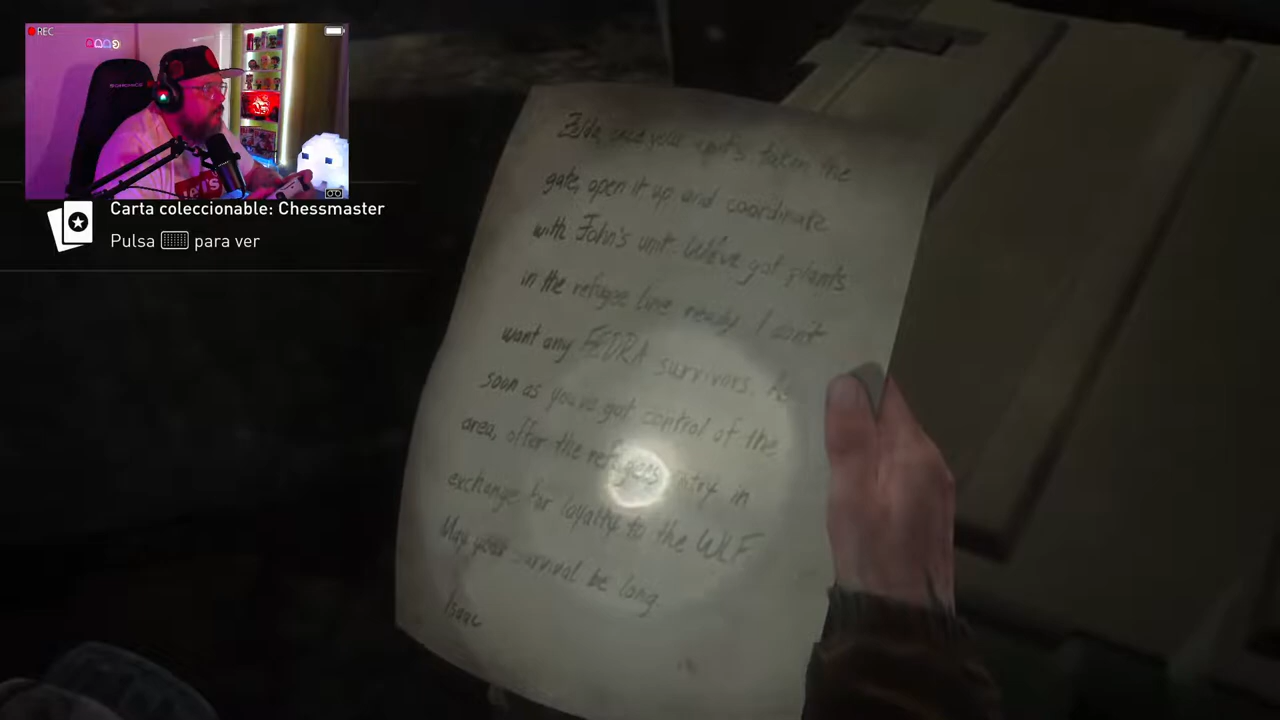 REC
Carta coleccionable: Chessmaster
Pulsa para ver
once your unit's taken the
gate, open it up and coordinate
with John's unit. We've got plants
in the refugee line ready. I don't
want any FEDRA survivors. As
soon as you've got control of the
area, offer the refugees entry in
exchange for loyalty to the WLF
May your survival be long.
Isaac